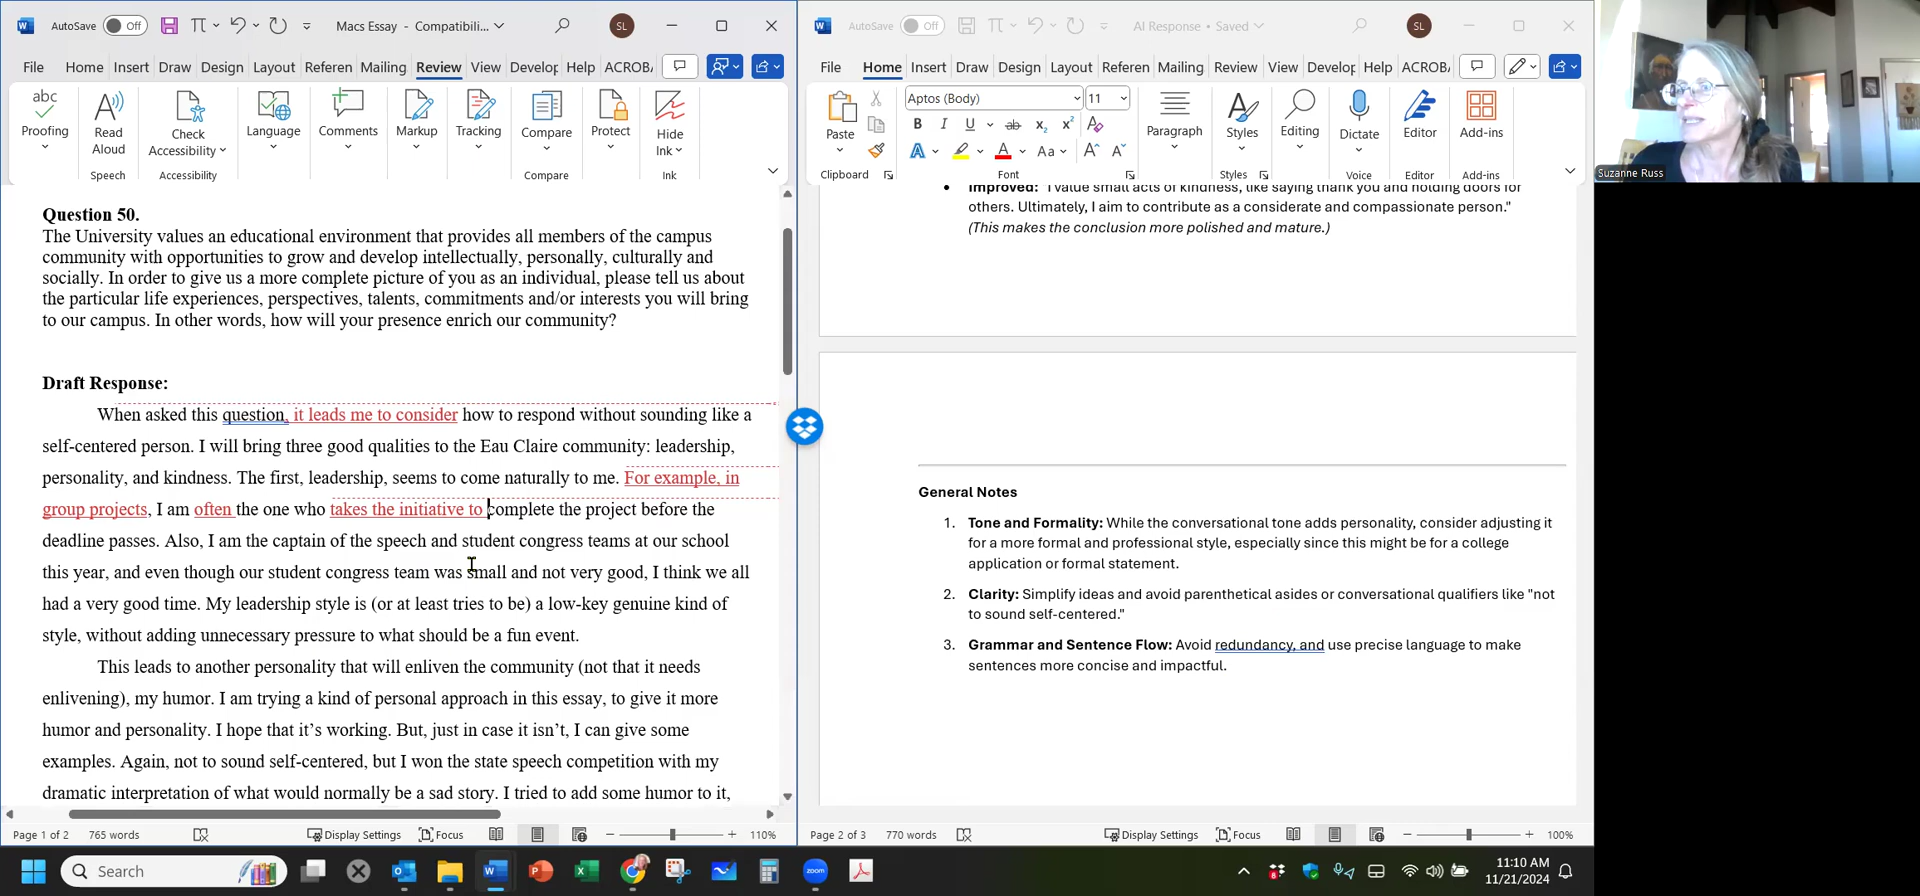 AutoSave Off Macs Essay - Compatibili... SL
File Home Insert Draw Design Layout Referen Mailing Review View Develop Help ACROBA
abc
Proofing
Read
Aloud
Check
Accessibility
Language
Comments
Markup
Tracking
Compare
Protect
Hide
Ink
Speech Accessibility Compare Ink
Question 50.
The University values an educational environment that provides all members of the campus
community with opportunities to grow and develop intellectually, personally, culturally and
socially. In order to give us a more complete picture of you as an individual, please tell us about
the particular life experiences, perspectives, talents, commitments and/or interests you will bring
to our campus. In other words, how will your presence enrich our community?
Draft Response:
When asked this question, it leads me to consider how to respond without sounding like a
self-centered person. I will bring three good qualities to the Eau Claire community: leadership,
personality, and kindness. The first, leadership, seems to come naturally to me. For example, in
group projects, I am often the one who takes the initiative to complete the project before the
deadline passes. Also, I am the captain of the speech and student congress teams at our school
this year, and even though our student congress team was small and not very good, I think we all
had a very good time. My leadership style is (or at least tries to be) a low-key genuine kind of
style, without adding unnecessary pressure to what should be a fun event.
This leads to another personality that will enliven the community (not that it needs
enlivening), my humor. I am trying a kind of personal approach in this essay, to give it more
humor and personality. I hope that it’s working. But, just in case it isn’t, I can give some
examples. Again, not to sound self-centered, but I won the state speech competition with my
dramatic interpretation of what would normally be a sad story. I tried to add some humor to it,
Page 1 of 2 765 words Display Settings Focus 110%
AutoSave Off AI Response • Saved SL
File Home Insert Draw Design Layout Referen Mailing Review View Develop Help ACROBA
Paste
Aptos (Body) 11
B I U ab x₂ x² A
A A Aa A A
Paragraph
Styles
Editing
Dictate
Editor
Add-ins
Clipboard Font Styles Voice Editor Add-ins
• Improved: "I value small acts of kindness, like saying thank you and holding doors for
others. Ultimately, I aim to contribute as a considerate and compassionate person."
(This makes the conclusion more polished and mature.)
General Notes
1. Tone and Formality: While the conversational tone adds personality, consider adjusting it
for a more formal and professional style, especially since this might be for a college
application or formal statement.
2. Clarity: Simplify ideas and avoid parenthetical asides or conversational qualifiers like "not
to sound self-centered."
3. Grammar and Sentence Flow: Avoid redundancy, and use precise language to make
sentences more concise and impactful.
Page 2 of 3 770 words Display Settings Focus 100%
Suzanne Russ
Search
zoom
11:10 AM
11/21/2024